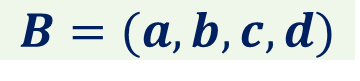 B = (a, b, c, d)